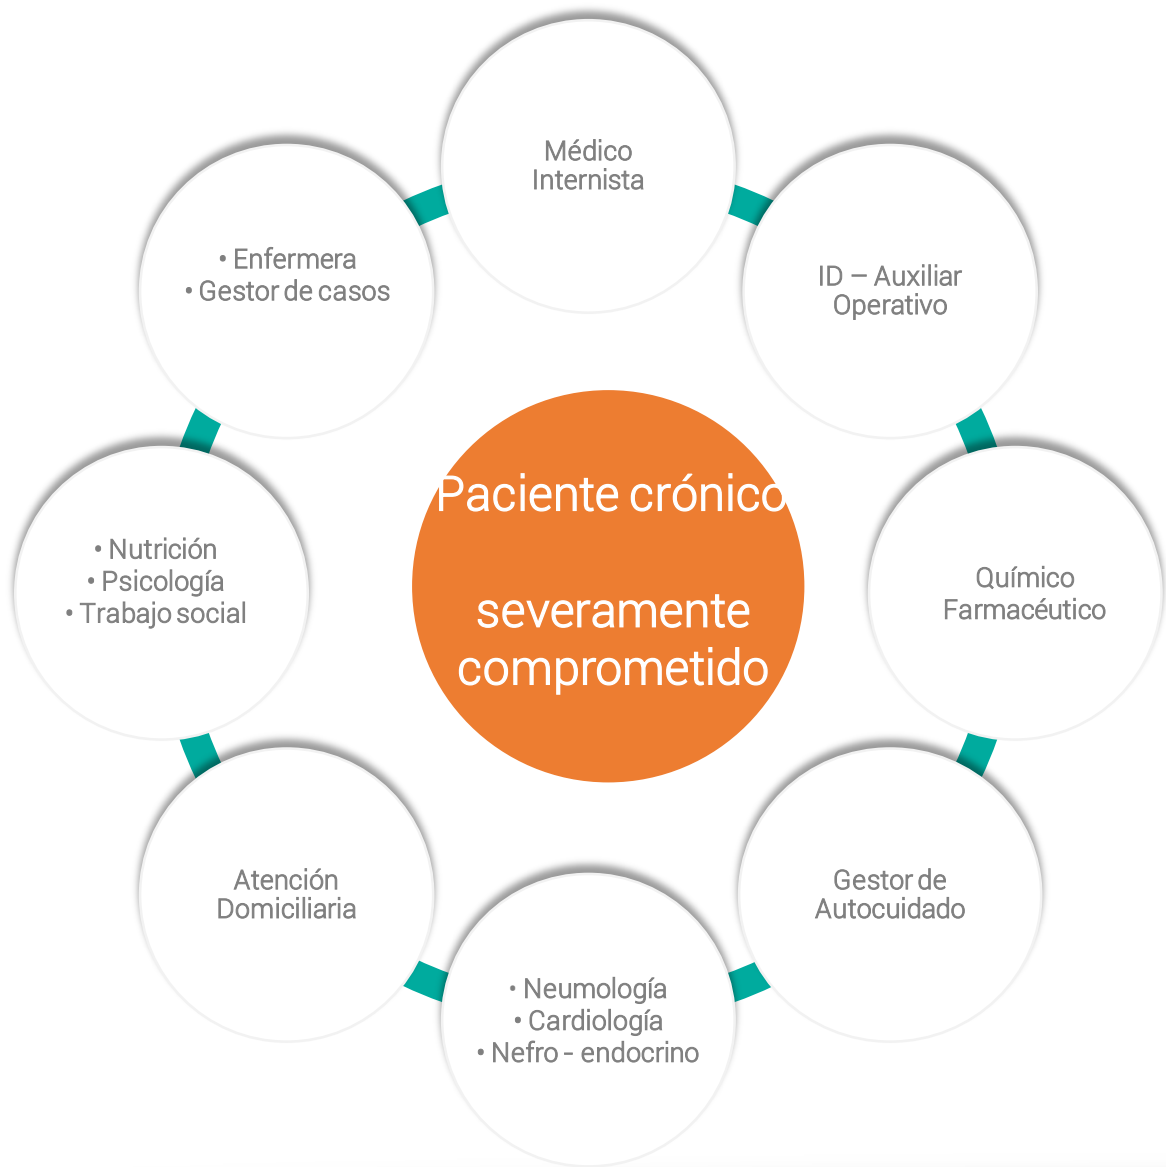 Médico
Internista
• Enfermera
• Gestor de casos
ID – Auxiliar
Operativo
Paciente crónico
severamente
comprometido
• Nutrición
• Psicología
• Trabajo social
Químico
Farmacéutico
Atención
Domiciliaria
Gestor de
Autocuidado
• Neumología
• Cardiología
• Nefro - endocrino